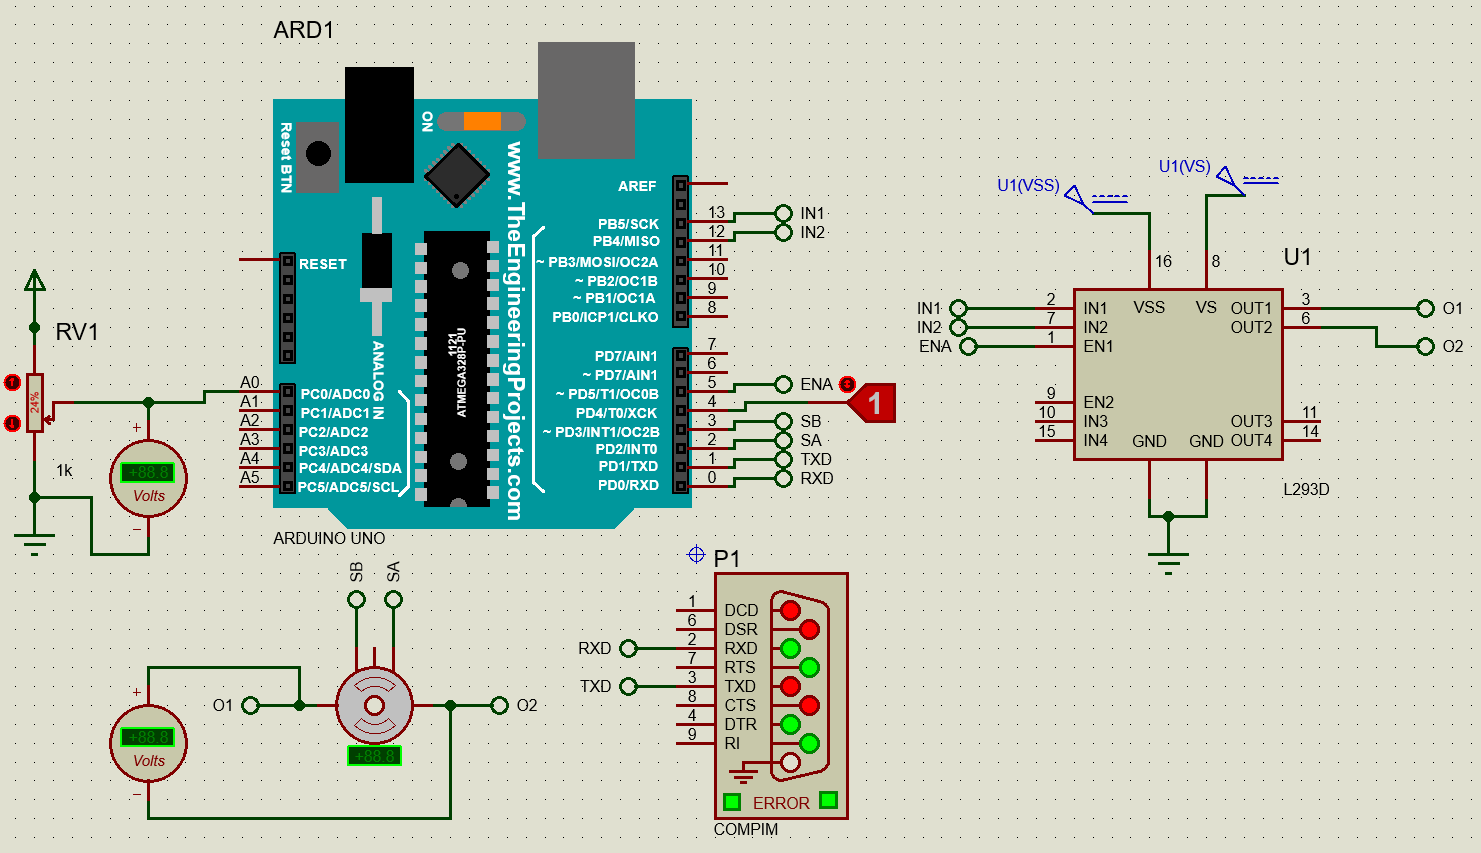 ARD1
Reset BTN
ON
www.TheEngineeringProjects.com
AREF
PB5/SCK 13 IN1
PB4/MISO 12 IN2
~ PB3/MOSI/OC2A 11
~ PB2/OC1B 10
~ PB1/OC1A 9
PB0/ICP1/CLKO 8
PD7/AIN1 7
~ PD7/AIN1 6
~ PD5/T1/OC0B 5 ENA
PD4/T0/XCK 4 1
~ PD3/INT1/OC2B 3 SB
PD2/INT0 2 SA
PD1/TXD 1 TXD
PD0/RXD 0 RXD
RESET
ANALOG IN
A0 PC0/ADC0
A1 PC1/ADC1
A2 PC2/ADC2
A3 PC3/ADC3
A4 PC4/ADC4/SDA
A5 PC5/ADC5/SCL
1121
ATMEGA328P-PU
ARDUINO UNO
RV1
24%
1k
+
+88.8
Volts
−
U1(VSS)
U1(VS)
16
8
U1
IN1 2 IN1 VSS VS OUT1 3 O1
IN2 7 IN2 OUT2 6 O2
ENA 1 EN1
9 EN2
10 IN3 OUT3 11
15 IN4 GND GND OUT4 14
L293D
SB
SA
+
O1
O2
+88.8
Volts
+88.8
−
P1
1 DCD
6 DSR
RXD 2 RXD
7 RTS
TXD 3 TXD
8 CTS
4 DTR
9 RI
ERROR
COMPIM